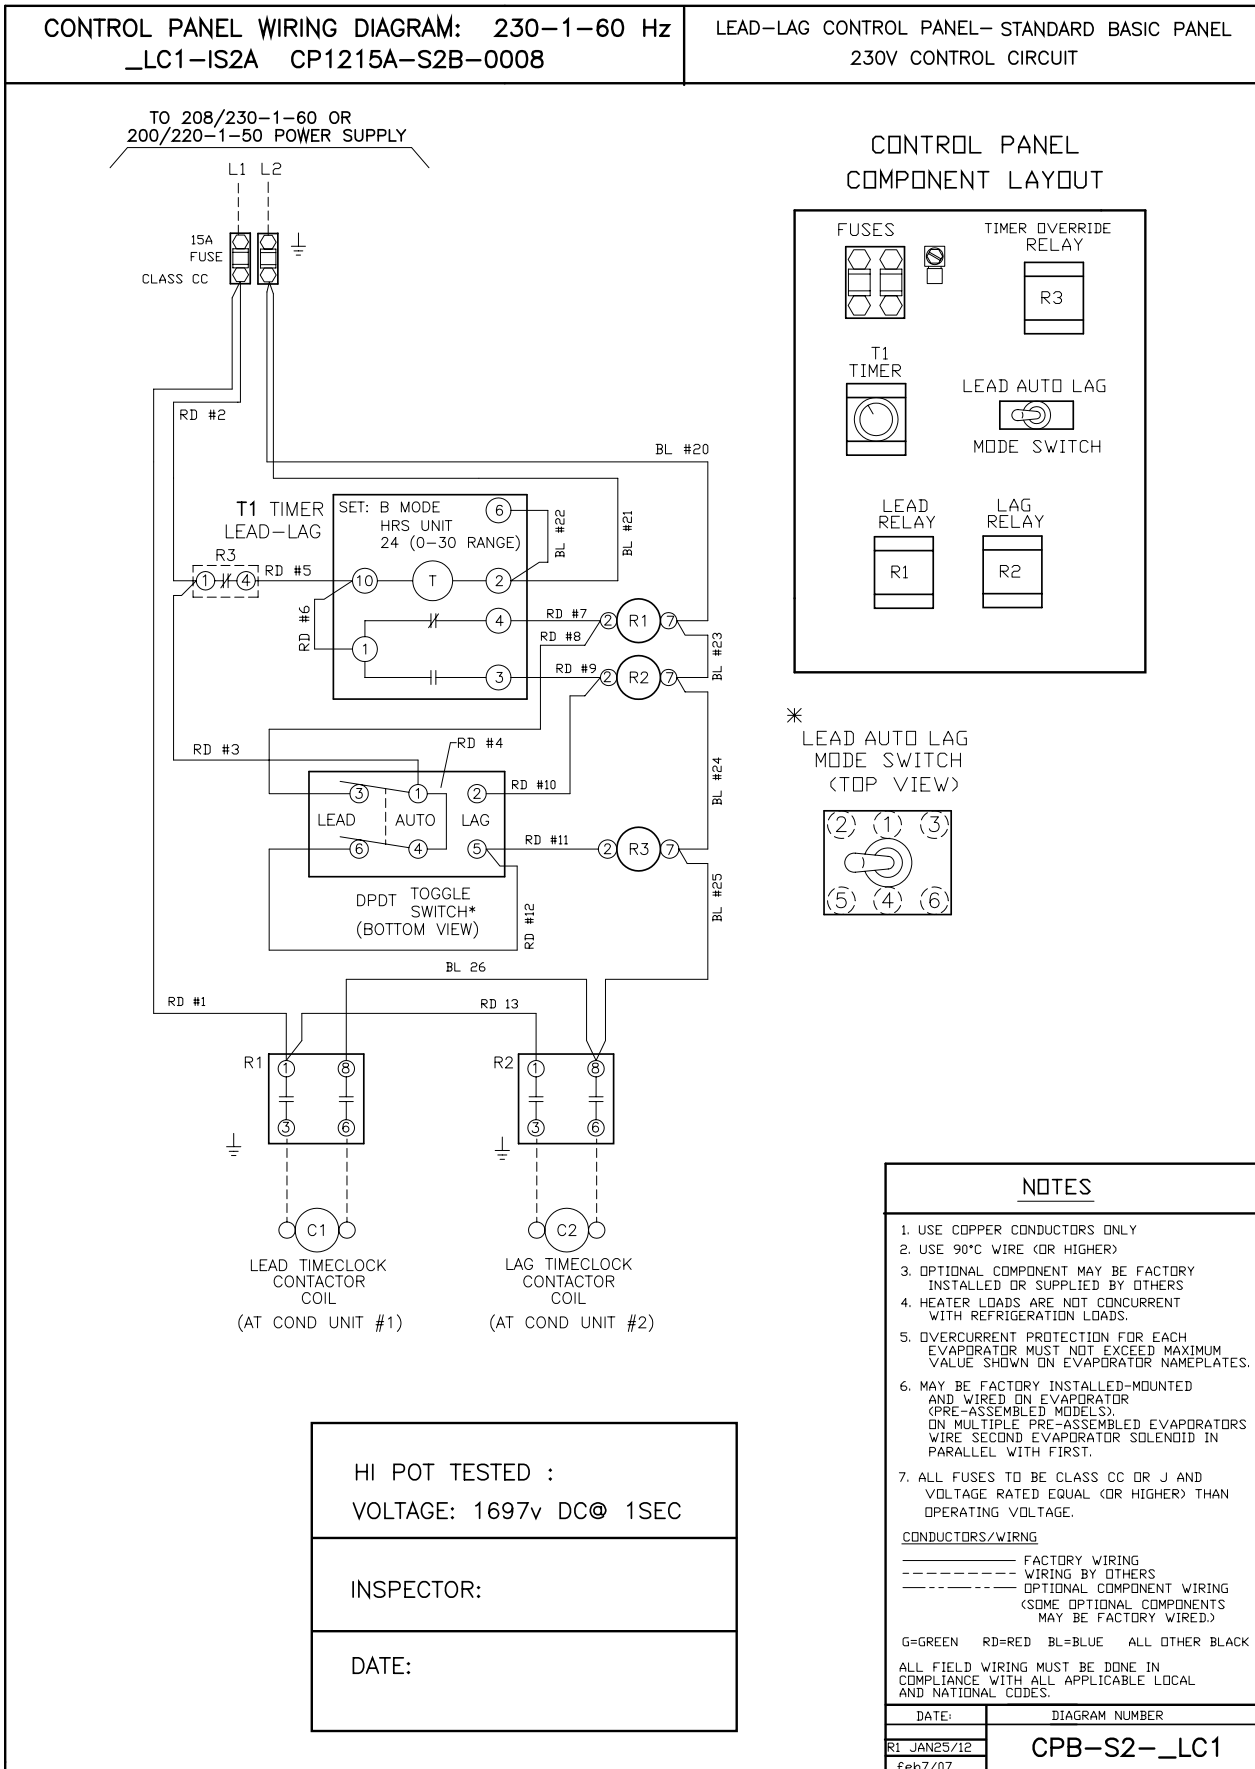 CONTROL PANEL WIRING DIAGRAM: 230-1-60 Hz
_LC1-IS2A CP1215A-S2B-0008
LEAD-LAG CONTROL PANEL- STANDARD BASIC PANEL
230V CONTROL CIRCUIT
TO 208/230-1-60 OR
200/220-1-50 POWER SUPPLY
L1 L2
15A
FUSE
CLASS CC
RD #2
BL #20
T1 TIMER
LEAD-LAG
SET: B MODE
HRS UNIT
24 (0-30 RANGE)
6
BL #22
BL #21
R3
1 4
RD #5
10
T
2
RD #6
1
4
3
RD #7
RD #8
RD #9
2 R1 7
BL #23
2 R2 7
RD #3
RD #4
3 1 2
RD #10
BL #24
LEAD AUTO LAG
6 4 5
RD #11
2 R3 7
DPDT TOGGLE
SWITCH*
(BOTTOM VIEW)
RD #12
BL #25
BL 26
RD #1
RD 13
R1
1 8
3 6
R2
1 8
3 6
C1
LEAD TIMECLOCK
CONTACTOR
COIL
(AT COND UNIT #1)
C2
LAG TIMECLOCK
CONTACTOR
COIL
(AT COND UNIT #2)
CONTROL PANEL
COMPONENT LAYOUT
FUSES
TIMER OVERRIDE
RELAY
R3
T1
TIMER
LEAD AUTO LAG
MODE SWITCH
LEAD
RELAY
R1
LAG
RELAY
R2
*
LEAD AUTO LAG
MODE SWITCH
(TOP VIEW)
2 1 3
5 4 6
HI POT TESTED :
VOLTAGE: 1697v DC@ 1SEC
INSPECTOR:
DATE:
NOTES
1. USE COPPER CONDUCTORS ONLY
2. USE 90°C WIRE (OR HIGHER)
3. OPTIONAL COMPONENT MAY BE FACTORY
INSTALLED OR SUPPLIED BY OTHERS
4. HEATER LOADS ARE NOT CONCURRENT
WITH REFRIGERATION LOADS.
5. OVERCURRENT PROTECTION FOR EACH
EVAPORATOR MUST NOT EXCEED MAXIMUM
VALUE SHOWN ON EVAPORATOR NAMEPLATES.
6. MAY BE FACTORY INSTALLED-MOUNTED
AND WIRED ON EVAPORATOR
(PRE-ASSEMBLED MODELS).
ON MULTIPLE PRE-ASSEMBLED EVAPORATORS
WIRE SECOND EVAPORATOR SOLENOID IN
PARALLEL WITH FIRST.
7. ALL FUSES TO BE CLASS CC OR J AND
VOLTAGE RATED EQUAL (OR HIGHER) THAN
OPERATING VOLTAGE.
CONDUCTORS/WIRNG
FACTORY WIRING
WIRING BY OTHERS
OPTIONAL COMPONENT WIRING
(SOME OPTIONAL COMPONENTS
MAY BE FACTORY WIRED.)
G=GREEN RD=RED BL=BLUE ALL OTHER BLACK
ALL FIELD WIRING MUST BE DONE IN
COMPLIANCE WITH ALL APPLICABLE LOCAL
AND NATIONAL CODES.
DATE:
DIAGRAM NUMBER
R1 JAN25/12
feb7/07
CPB-S2-_LC1